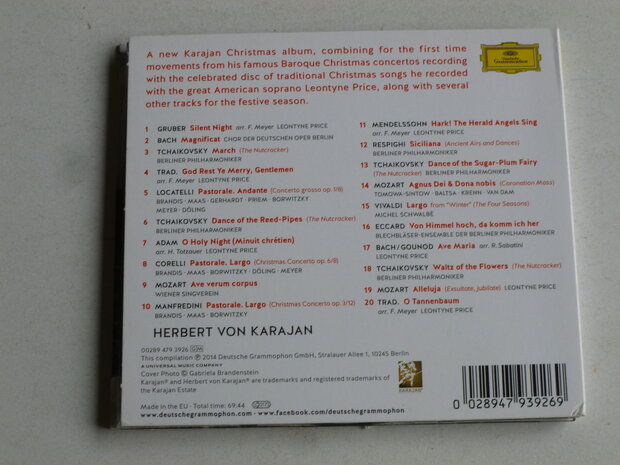 A new Karajan Christmas album, combining for the first time
movements from his famous Baroque Christmas concertos recording
with the celebrated disc of traditional Christmas songs he recorded
with the great American soprano Leontyne Price, along with several
other tracks for the festive season.
Deutsche
Grammophon
1 GRUBER Silent Night arr. F. Meyer LEONTYNE PRICE
2 BACH Magnificat CHOR DER DEUTSCHEN OPER BERLIN
3 TCHAIKOVSKY March (The Nutcracker)
BERLINER PHILHARMONIKER
4 TRAD. God Rest Ye Merry, Gentlemen
arr. F. Meyer LEONTYNE PRICE
5 LOCATELLI Pastorale. Andante (Concerto grosso op. 1/8)
BRANDIS · MAAS · GERHARDT · PRIEM · BORWITZKY
MEYER · DÖLING
6 TCHAIKOVSKY Dance of the Reed-Pipes (The Nutcracker)
BERLINER PHILHARMONIKER
7 ADAM O Holy Night (Minuit chrétien)
arr. H. Totzauer LEONTYNE PRICE
8 CORELLI Pastorale. Largo (Christmas Concerto op. 6/8)
BRANDIS · MAAS · BORWITZKY · DÖLING · MEYER
9 MOZART Ave verum corpus
WIENER SINGVEREIN
10 MANFREDINI Pastorale. Largo (Christmas Concerto op. 3/12)
BRANDIS · MAAS · BORWITZKY
11 MENDELSSOHN Hark! The Herald Angels Sing
arr. F. Meyer LEONTYNE PRICE
12 RESPIGHI Siciliana (Ancient Airs and Dances)
BERLINER PHILHARMONIKER
13 TCHAIKOVSKY Dance of the Sugar-Plum Fairy
(The Nutcracker) BERLINER PHILHARMONIKER
14 MOZART Agnus Dei & Dona nobis (Coronation Mass)
TOMOWA-SINTOW · BALTSA · KRENN · VAN DAM
15 VIVALDI Largo from "Winter" (The Four Seasons)
MICHEL SCHWALBÉ
16 ECCARD Von Himmel hoch, da komm ich her
BLECHBLÄSER-ENSEMBLE DER BERLINER PHILHARMONIKER
17 BACH/GOUNOD Ave Maria arr. R. Sabatini
LEONTYNE PRICE
18 TCHAIKOVSKY Waltz of the Flowers (The Nutcracker)
BERLINER PHILHARMONIKER
19 MOZART Alleluja (Exsultate, jubilate) LEONTYNE PRICE
20 TRAD. O Tannenbaum
arr. F. Meyer LEONTYNE PRICE
HERBERT VON KARAJAN
00289 479 3926 GW
This compilation ℗ 2014 Deutsche Grammophon GmbH, Stralauer Allee 1, 10245 Berlin
A UNIVERSAL MUSIC COMPANY
Cover Photo © Gabriela Brandenstein
Karajan® and Herbert von Karajan® are trademarks and registered trademarks of
the Karajan Estate
KARAJAN®
Made in the EU · Total time: 69:44
www.deutschegrammophon.com · www.facebook.com/deutschegrammophon
0 028947 939269